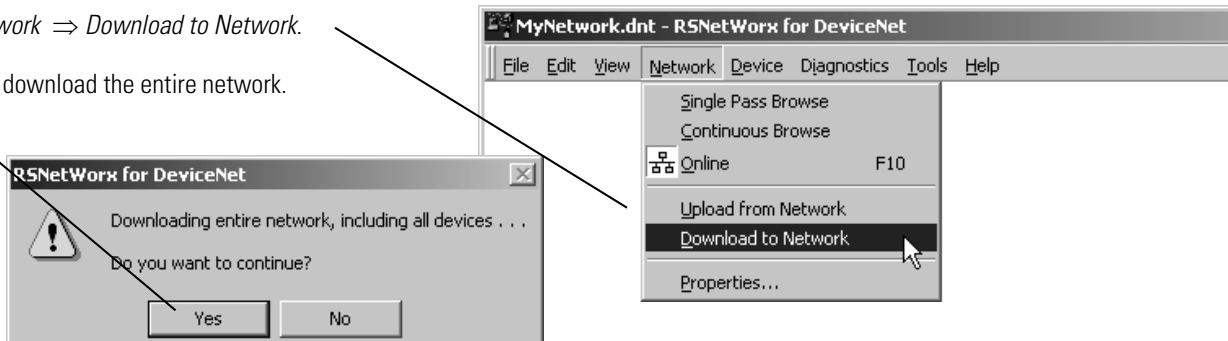 work ⇒ Download to Network.
download the entire network.
MyNetwork.dnt - RSNetWorx for DeviceNet
File Edit View Network Device Diagnostics Tools Help
Single Pass Browse
Continuous Browse
Online F10
Upload from Network
Download to Network
Properties...
RSNetWorx for DeviceNet
Downloading entire network, including all devices . . .
Do you want to continue?
Yes No